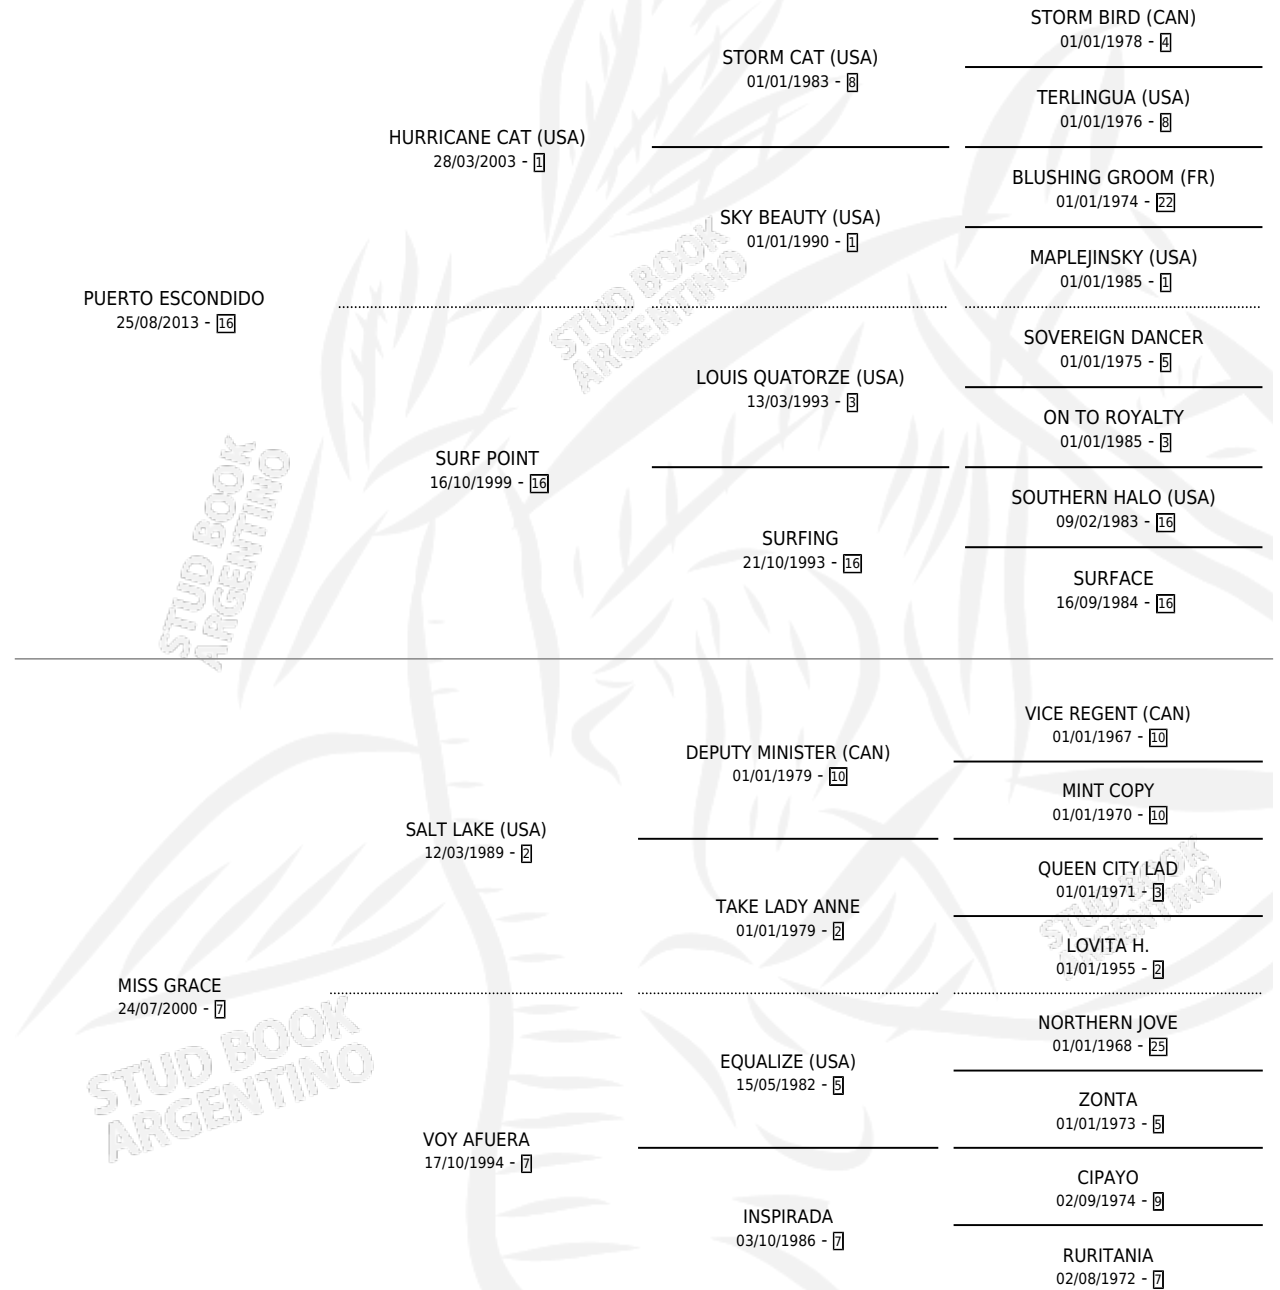 STORM BIRD (CAN)
01/01/1978 - 4
STORM CAT (USA)
01/01/1983 - 8
TERLINGUA (USA)
01/01/1976 - 8
HURRICANE CAT (USA)
28/03/2003 - 1
BLUSHING GROOM (FR)
01/01/1974 - 22
SKY BEAUTY (USA)
01/01/1990 - 1
MAPLEJINSKY (USA)
01/01/1985 - 1
PUERTO ESCONDIDO
25/08/2013 - 16
SOVEREIGN DANCER
01/01/1975 - 5
LOUIS QUATORZE (USA)
13/03/1993 - 3
ON TO ROYALTY
01/01/1985 - 3
SURF POINT
16/10/1999 - 16
SOUTHERN HALO (USA)
09/02/1983 - 16
SURFING
21/10/1993 - 16
SURFACE
16/09/1984 - 16
STUD BOOK
ARGENTINO
STUD BOOK
ARGENTINO
VICE REGENT (CAN)
01/01/1967 - 10
DEPUTY MINISTER (CAN)
01/01/1979 - 10
MINT COPY
01/01/1970 - 10
SALT LAKE (USA)
12/03/1989 - 2
QUEEN CITY LAD
01/01/1971 - 3
TAKE LADY ANNE
01/01/1979 - 2
LOVITA H.
01/01/1955 - 2
MISS GRACE
24/07/2000 - 7
NORTHERN JOVE
01/01/1968 - 25
EQUALIZE (USA)
15/05/1982 - 5
ZONTA
01/01/1973 - 5
VOY AFUERA
17/10/1994 - 7
CIPAYO
02/09/1974 - 9
INSPIRADA
03/10/1986 - 7
RURITANIA
02/08/1972 - 7
STUD BOOK
ARGENTINO
STUD BOOK
ARGENTINO